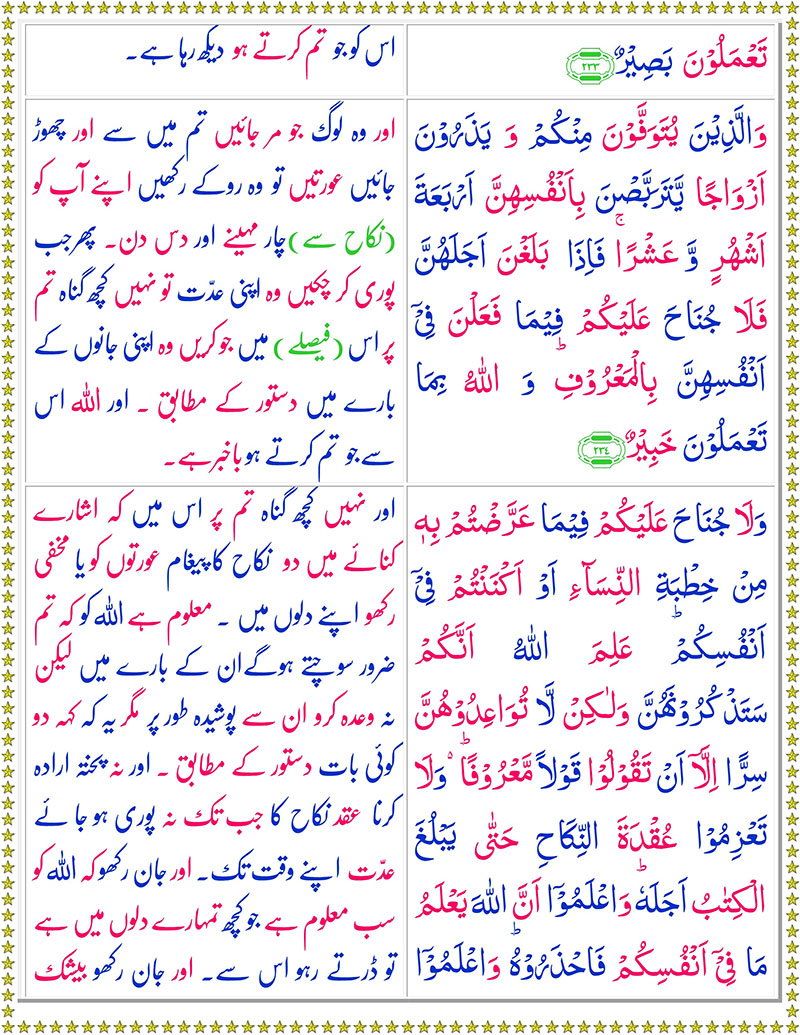 تَعْمَلُوْنَ بَصِيْرٌ ﴿٢٣٣﴾
اس کو جو تم کرتے ہو دیکھ رہا ہے۔
وَالَّذِيْنَ يُتَوَفَّوْنَ مِنْكُمْ وَ يَذَرُوْنَ
اَزْوَاجًا يَّتَرَبَّصْنَ بِاَنْفُسِهِنَّ اَرْبَعَةَ
اَشْهُرٍ وَّ عَشْرًا ۚ فَاِذَا بَلَغْنَ اَجَلَهُنَّ
فَلَا جُنَاحَ عَلَيْكُمْ فِيْمَا فَعَلْنَ فِيْٓ
اَنْفُسِهِنَّ بِالْمَعْرُوْفِ ؕ وَ اللّٰهُ بِمَا
تَعْمَلُوْنَ خَبِيْرٌ ﴿٢٣٤﴾
اور وہ لوگ جو مر جائیں تم میں سے اور چھوڑ
جائیں عورتیں تو وہ روکے رکھیں اپنے آپ کو
(نکاح سے) چار مہینے اور دس دن۔ پھر جب
پوری کر چکیں وہ اپنی عدّت تو نہیں کچھ گناہ تم
پر اس (فیصلے) میں جو کریں وہ اپنی جانوں کے
بارے میں دستور کے مطابق ۔ اور اللہ اس
سے جو تم کرتے ہو باخبر ہے۔
وَلَا جُنَاحَ عَلَيْكُمْ فِيْمَا عَرَّضْتُمْ بِهٖ
مِنْ خِطْبَةِ النِّسَآءِ اَوْ اَكْنَنْتُمْ فِيْٓ
اَنْفُسِكُمْ ؕ عَلِمَ اللّٰهُ اَنَّكُمْ
سَتَذْكُرُوْنَهُنَّ وَلٰكِنْ لَّا تُوَاعِدُوْهُنَّ
سِرًّا اِلَّآ اَنْ تَقُوْلُوْا قَوْلًا مَّعْرُوْفًا ؕ وَلَا
تَعْزِمُوْا عُقْدَةَ النِّكَاحِ حَتّٰى يَبْلُغَ
الْكِتٰبُ اَجَلَهٗ ؕ وَاعْلَمُوْٓا اَنَّ اللّٰهَ يَعْلَمُ
مَا فِيْٓ اَنْفُسِكُمْ فَاحْذَرُوْهُ ؕ وَاعْلَمُوْٓا
اور نہیں کچھ گناہ تم پر اس میں کہ اشارے
کنائے میں دو نکاح کا پیغام عورتوں کو یا مخفی
رکھو اپنے دلوں میں ۔ معلوم ہے اللہ کو کہ تم
ضرور سوچتے ہو گے ان کے بارے میں لیکن
نہ وعدہ کرو ان سے پوشیدہ طور پر مگر یہ کہ کہہ دو
کوئی بات دستور کے مطابق ۔ اور نہ پختہ ارادہ
کرنا عقد نکاح کا جب تک نہ پوری ہو جائے
عدّت اپنے وقت تک۔ اور جان رکھو کہ اللہ کو
سب معلوم ہے جو کچھ تمہارے دلوں میں ہے
تو ڈرتے رہو اس سے۔ اور جان رکھو بیشک